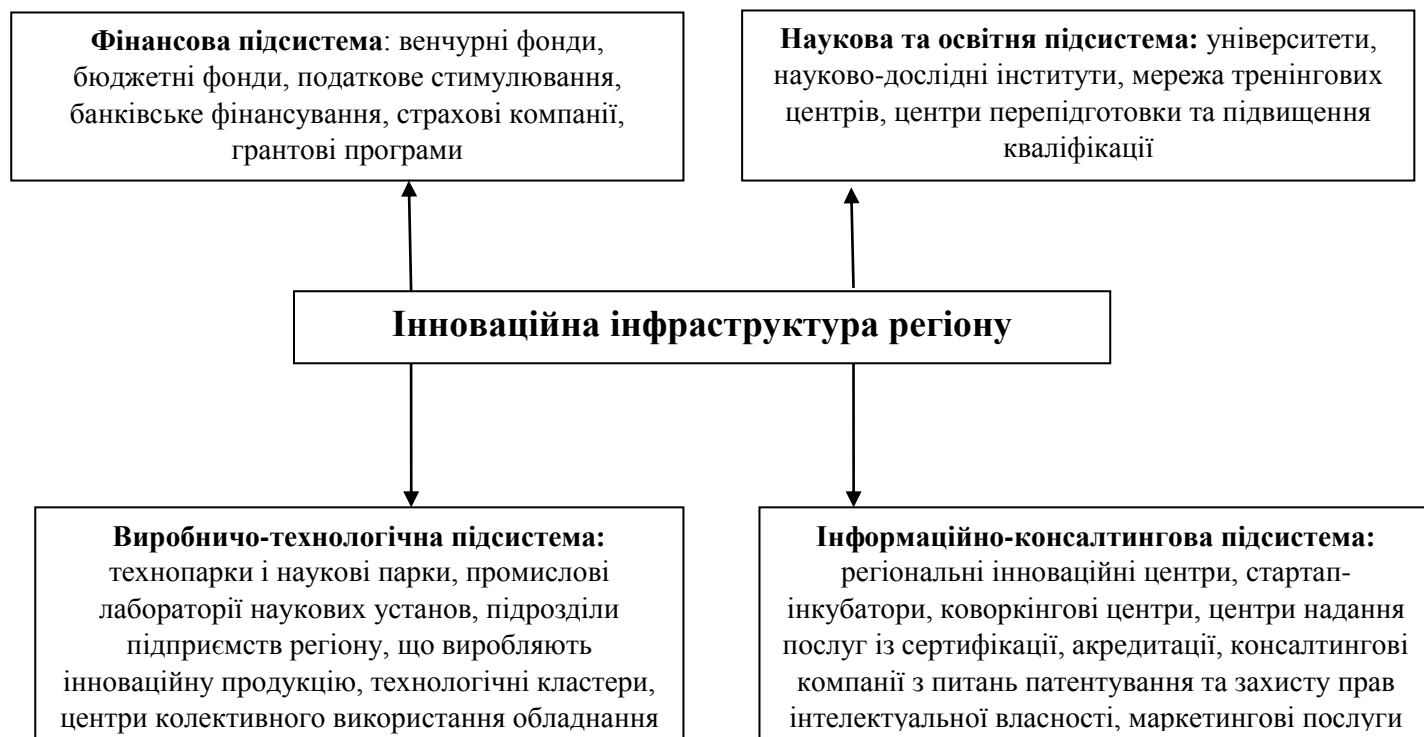 Фінансова підсистема: венчурні фонди,
бюджетні фонди, податкове стимулювання,
банківське фінансування, страхові компанії,
грантові програми
Наукова та освітня підсистема: університети,
науково-дослідні інститути, мережа тренінгових
центрів, центри перепідготовки та підвищення
кваліфікації
Інноваційна інфраструктура регіону
Виробничо-технологічна підсистема:
технопарки і наукові парки, промислові
лабораторії наукових установ, підрозділи
підприємств регіону, що виробляють
інноваційну продукцію, технологічні кластери,
центри колективного використання обладнання
Інформаційно-консалтингова підсистема:
регіональні інноваційні центри, стартап-
інкубатори, коворкінгові центри, центри надання
послуг із сертифікації, акредитації, консалтингові
компанії з питань патентування та захисту прав
інтелектуальної власності, маркетингові послуги